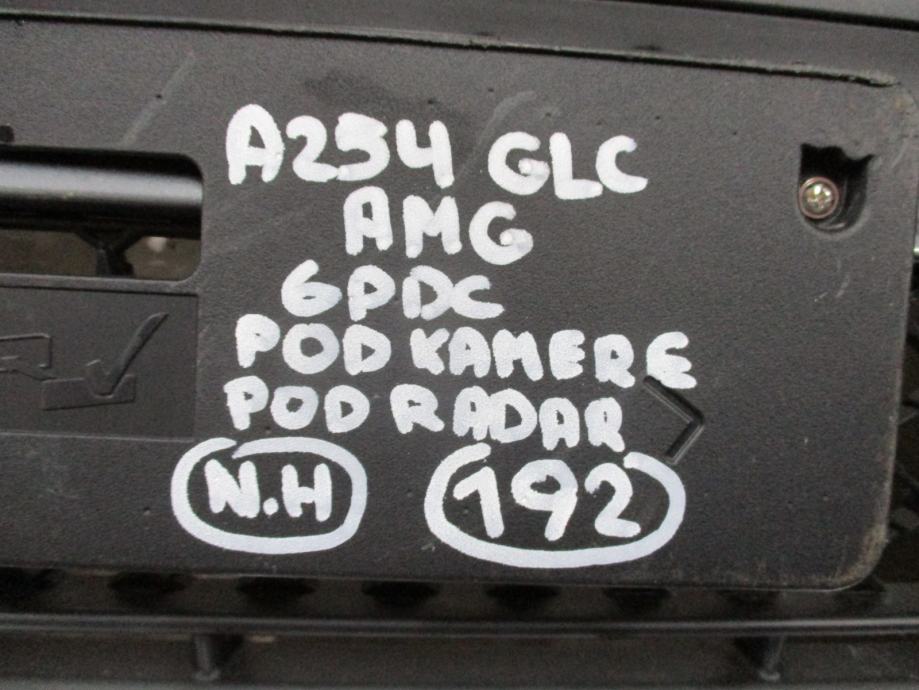 A254 GLC
AMG
6PDC
POD KAMERE
POD RADAR
N.H 192